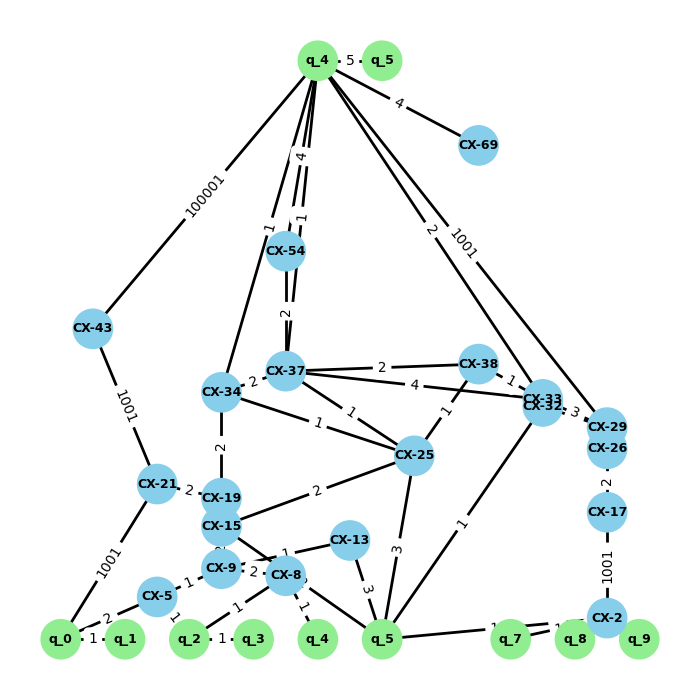 q_4 5 q_5
4
CX-69
4
100001
1
1
2
1001
CX-54
2
CX-43
CX-38
CX-37 2
1
2 4
CX-34
CX-33
CX-32 3
1001
1
1
1
CX-29
CX-26
2
CX-25
CX-21 2 CX-19
2
2
CX-17
CX-15
1
CX-13
1
3
1001
1001
CX-9 2 CX-8
3
1
CX-5
1
1
2
1
CX-2
q_0 1 q_1 q_2 1 q_3 q_4 q_5 q_7 q_8 q_9